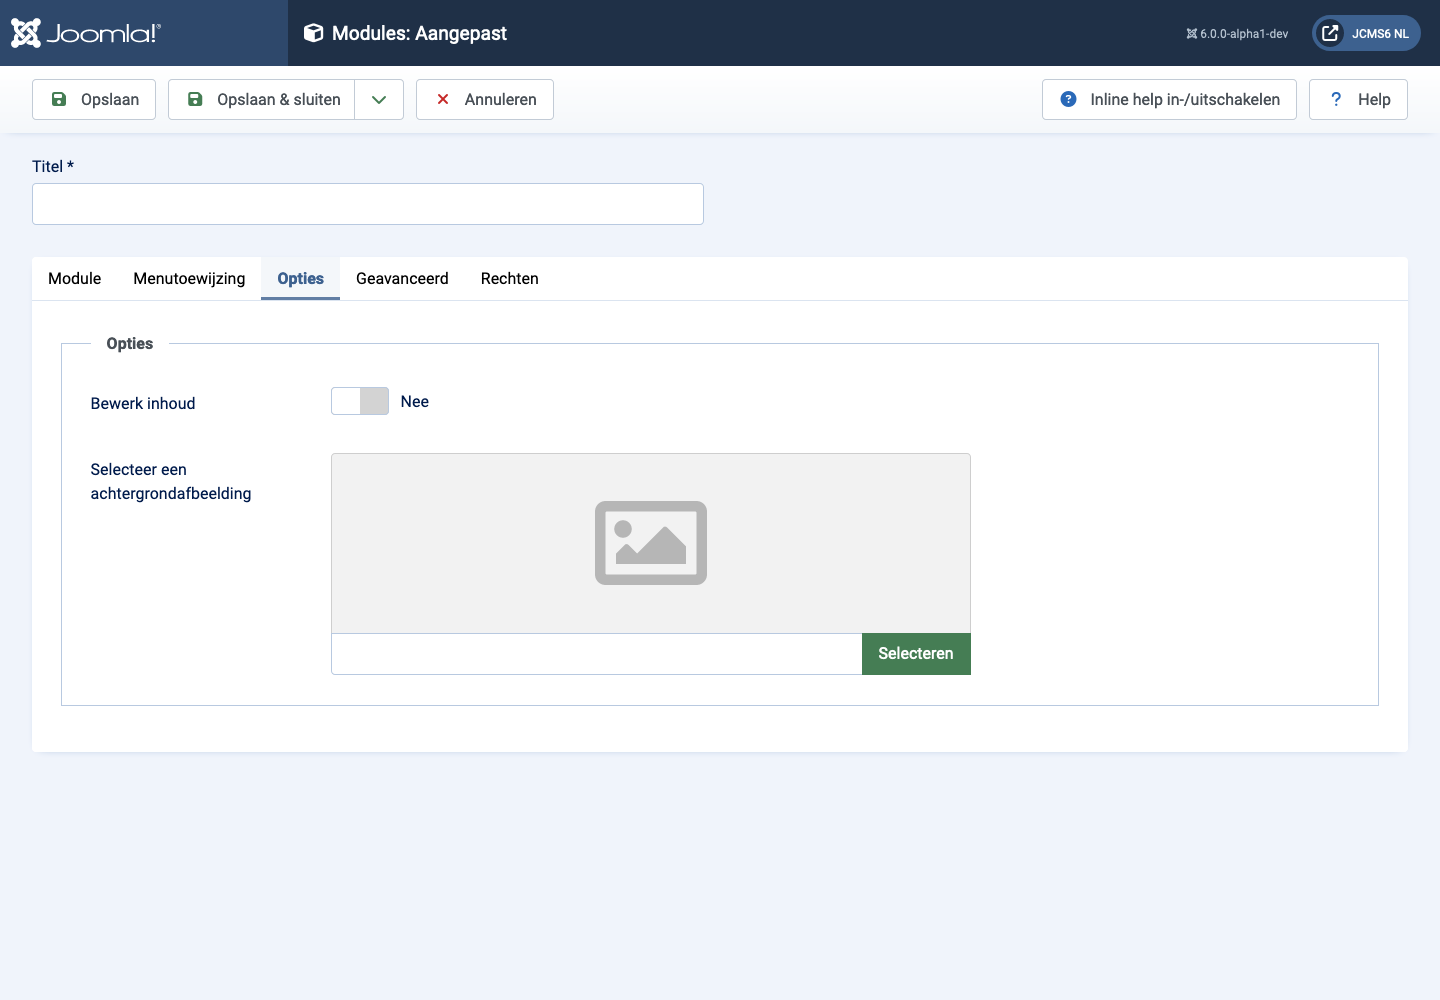 Joomla!®
Modules: Aangepast
6.0.0-alpha1-dev
JCMS6 NL
Opslaan
Opslaan & sluiten
Annuleren
Inline help in-/uitschakelen
Help
Titel *
Module
Menutoewijzing
Opties
Geavanceerd
Rechten
Opties
Bewerk inhoud
Nee
Selecteer een
achtergrondafbeelding
Selecteren